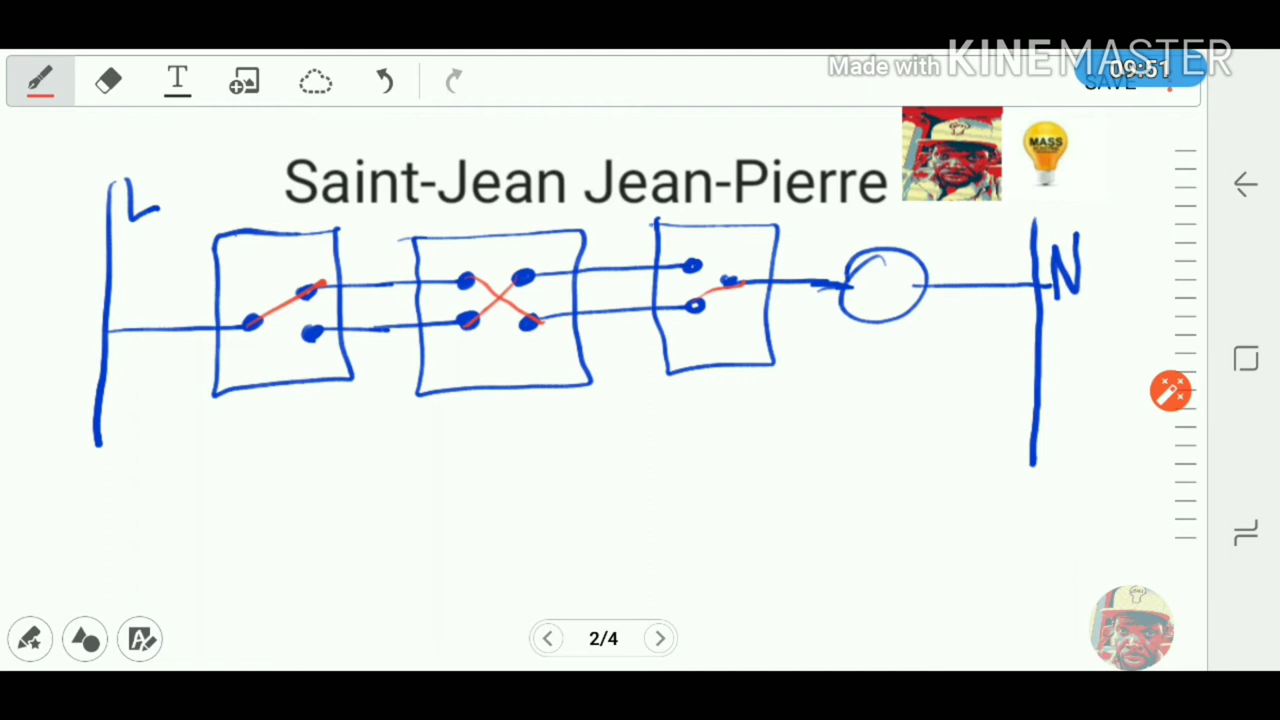 Made with KINEMASTER
09:51
SAVE
T
Saint-Jean Jean-Pierre
MASS
L
N
A
2/4